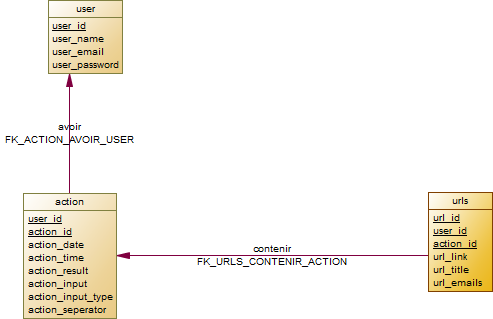 user
user_id
user_name
user_email
user_password
avoir
FK_ACTION_AVOIR_USER
action
user_id
action_id
action_date
action_time
action_result
action_input
action_input_type
action_seperator
contenir
FK_URLS_CONTENIR_ACTION
urls
url_id
user_id
action_id
url_link
url_title
url_emails